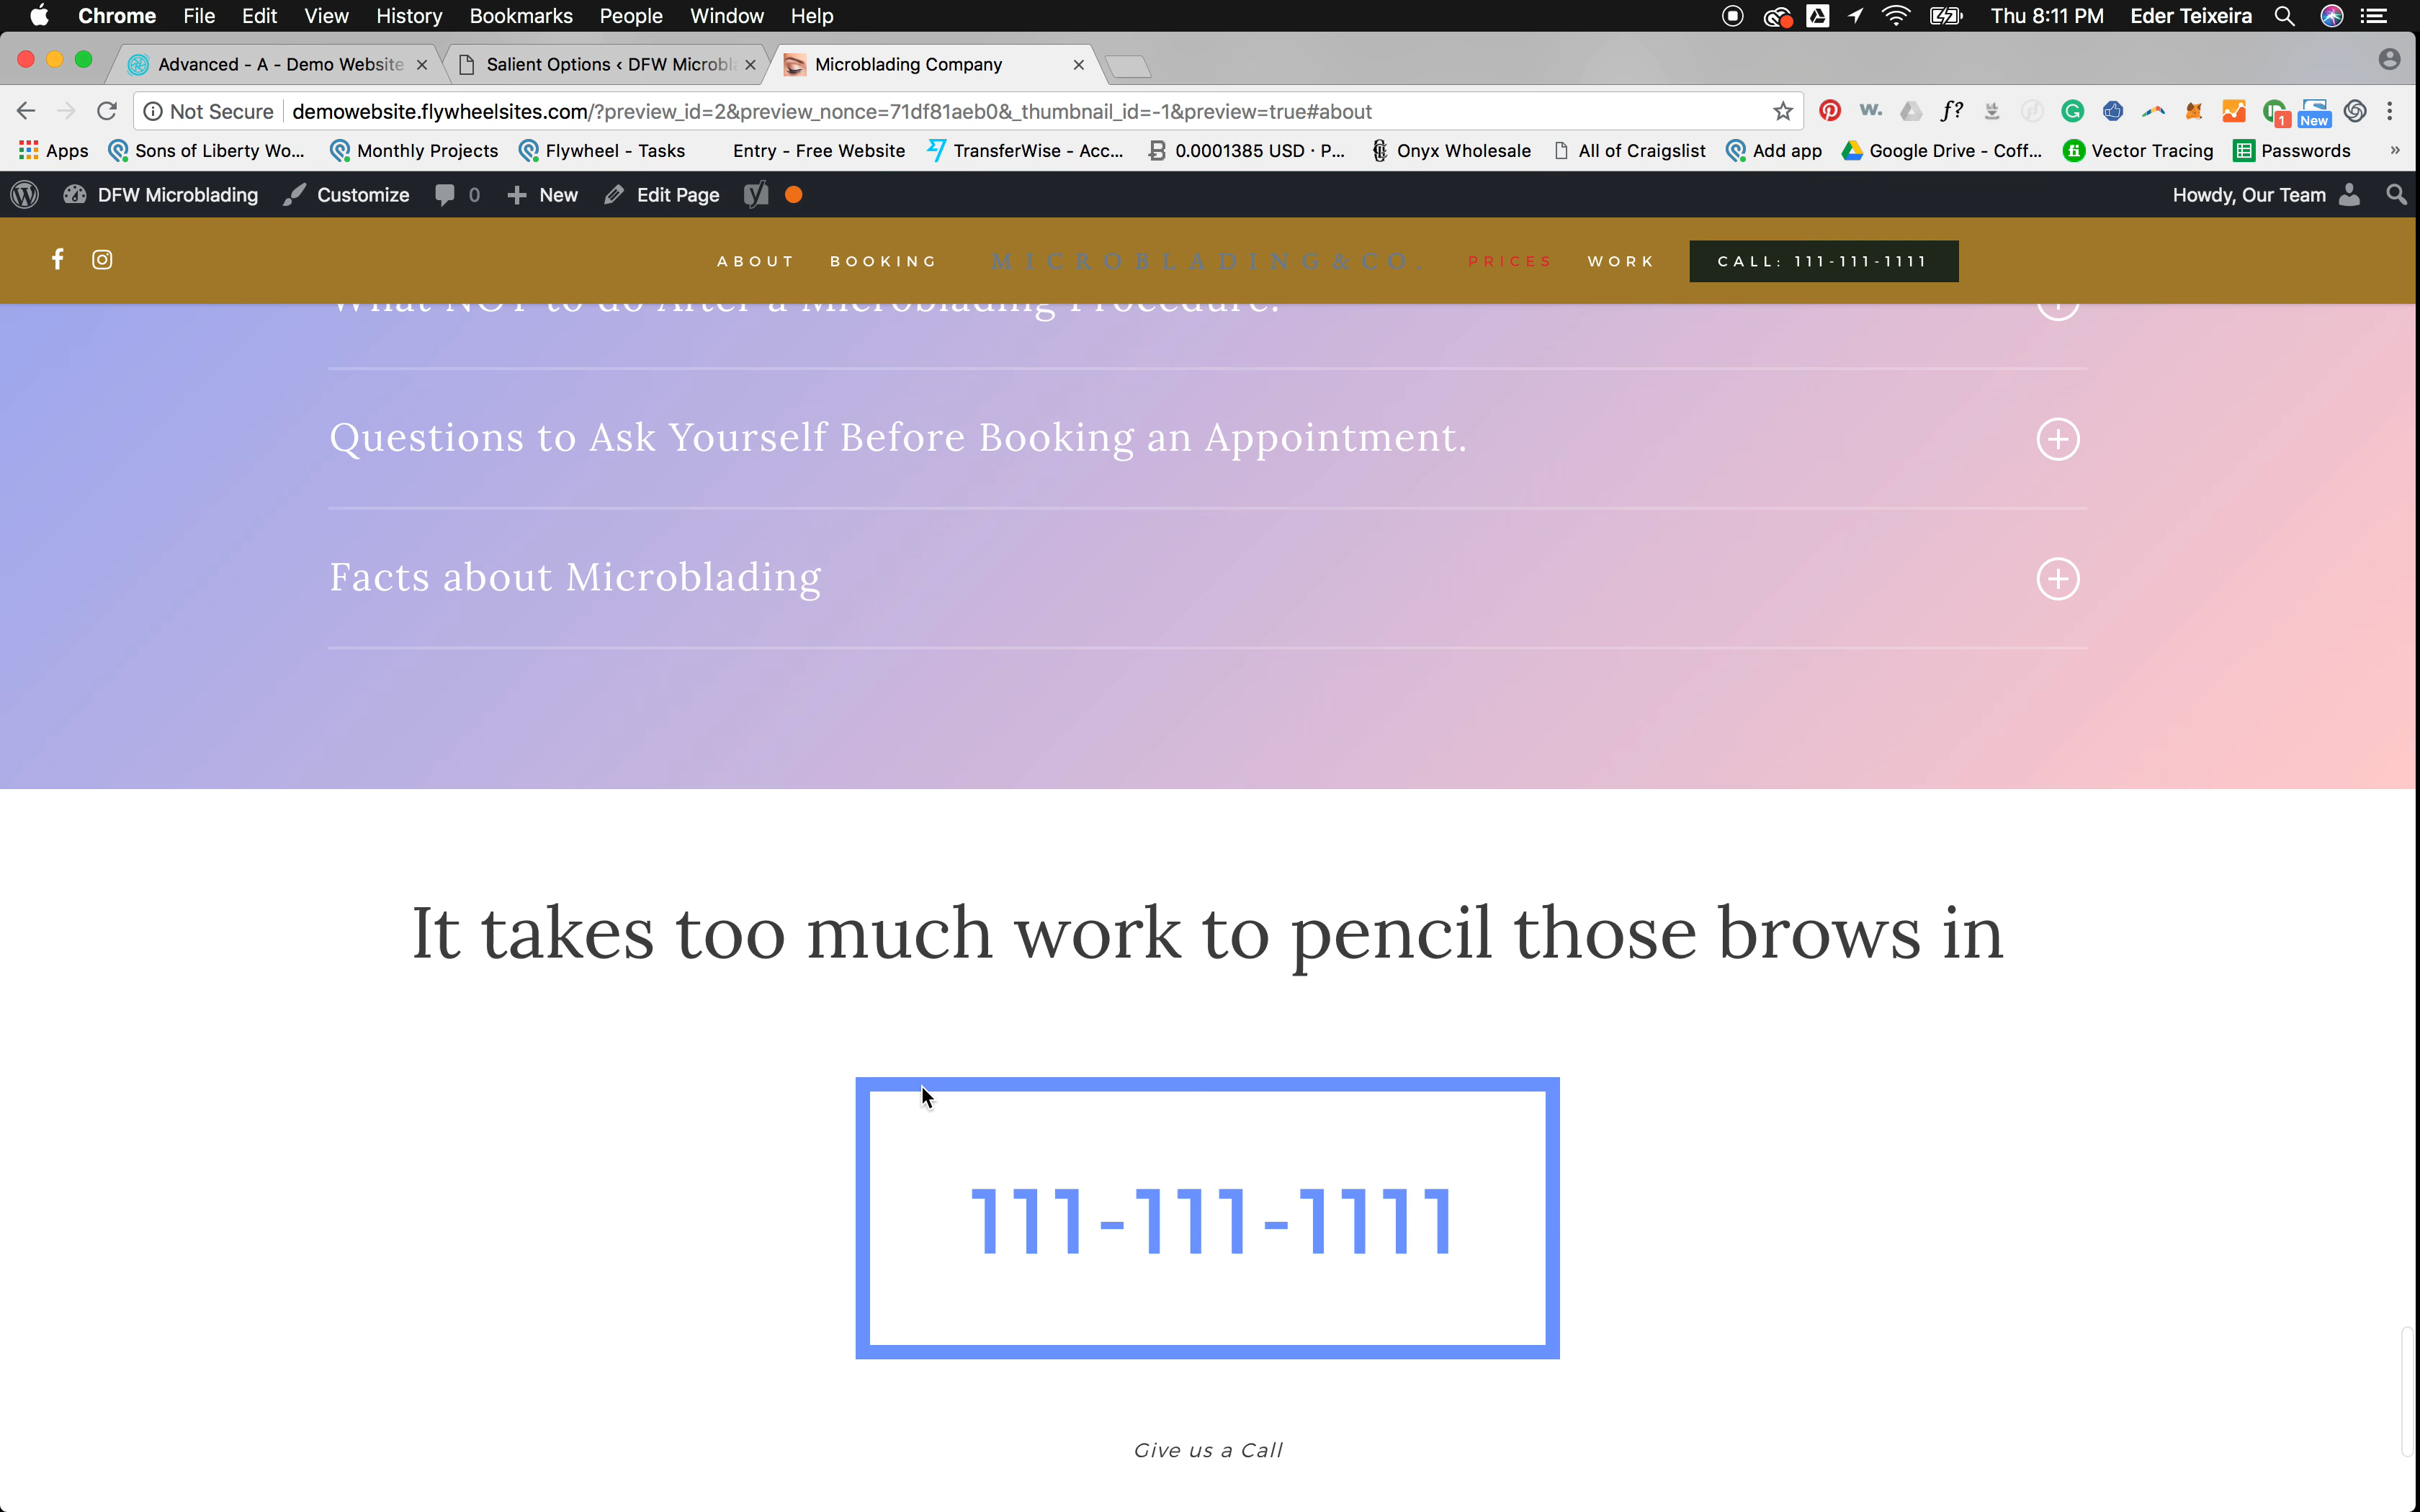 Chrome File Edit View History Bookmarks People Window Help Thu 8:11 PM Eder Teixeira
Advanced - A - Demo Website Salient Options ‹ DFW Microbl Microblading Company
Not Secure demowebsite.flywheelsites.com/?preview_id=2&preview_nonce=71df81aeb0&_thumbnail_id=-1&preview=true#about W. f? 1 New
Apps Sons of Liberty Wo... Monthly Projects Flywheel - Tasks Entry - Free Website TransferWise - Acc... 0.0001385 USD · P... Onyx Wholesale All of Craigslist Add app Google Drive - Coff... Vector Tracing Passwords »
DFW Microblading Customize 0 New Edit Page Howdy, Our Team
ABOUT BOOKING MICROBLADING&CO. PRICES WORK CALL: 111-111-1111
What NOT to do After a Microblading Procedure.
Questions to Ask Yourself Before Booking an Appointment.
Facts about Microblading
It takes too much work to pencil those brows in
111-111-1111
Give us a Call